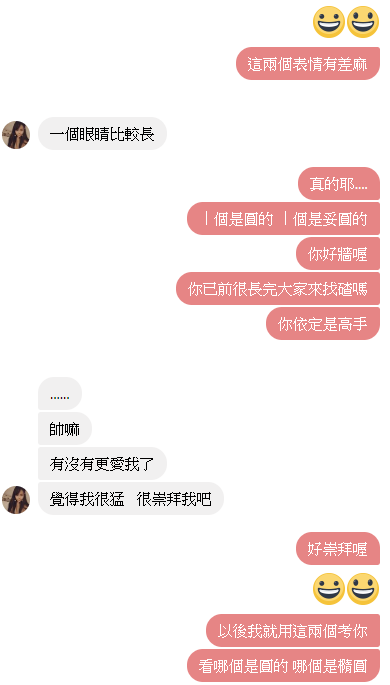 這兩個表情有差麻
一個眼睛比較長
真的耶....
ㄧ個是圓的 ㄧ個是妥圓的
你好牆喔
你已前很長完大家來找碴嗎
你依定是高手
......
帥嘛
有沒有更愛我了
覺得我很猛 很崇拜我吧
好崇拜喔
以後我就用這兩個考你
看哪個是圓的 哪個是橢圓